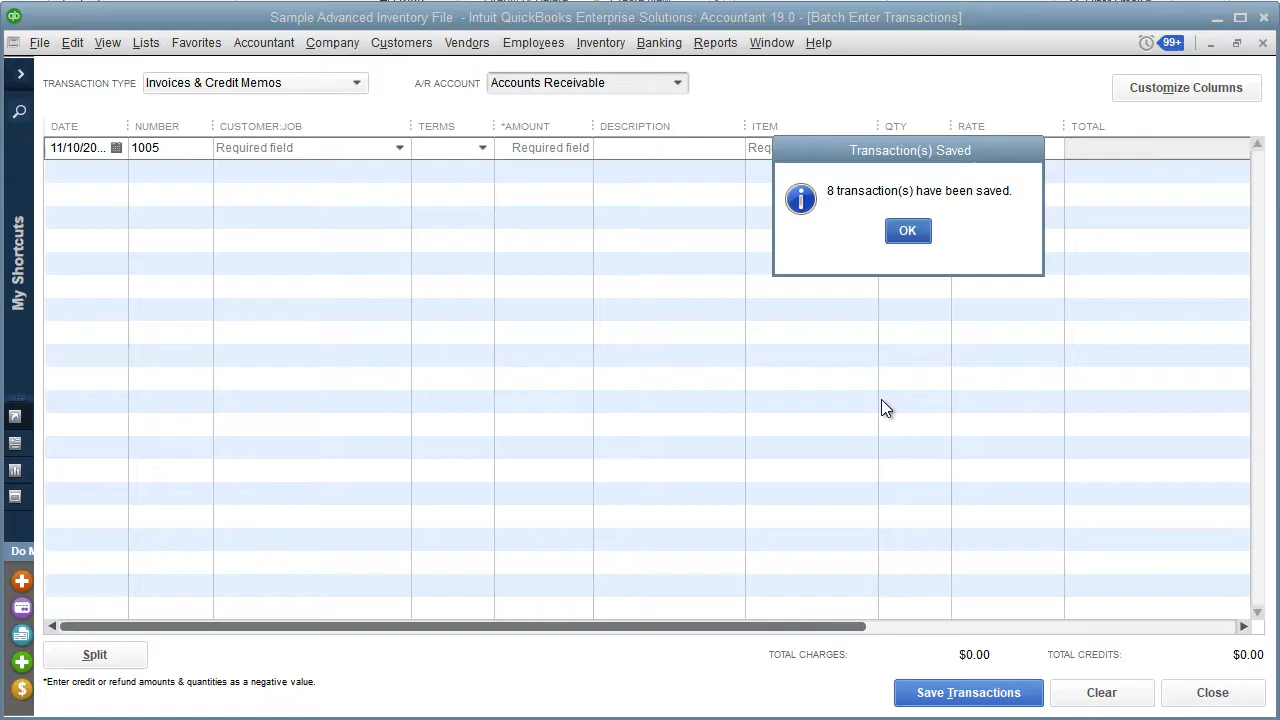 Sample Advanced Inventory File - Intuit QuickBooks Enterprise Solutions: Accountant 19.0 - [Batch Enter Transactions]
File Edit View Lists Favorites Accountant Company Customers Vendors Employees Inventory Banking Reports Window Help 99+
TRANSACTION TYPE Invoices & Credit Memos A/R ACCOUNT Accounts Receivable Customize Columns
DATE NUMBER CUSTOMER:JOB TERMS *AMOUNT DESCRIPTION ITEM QTY RATE TOTAL
11/10/20... 1005 Required field Required field Req
Transaction(s) Saved
8 transaction(s) have been saved.
OK
My Shortcuts
Do M
Split TOTAL CHARGES: $0.00 TOTAL CREDITS: $0.00
*Enter credit or refund amounts & quantities as a negative value.
Save Transactions Clear Close